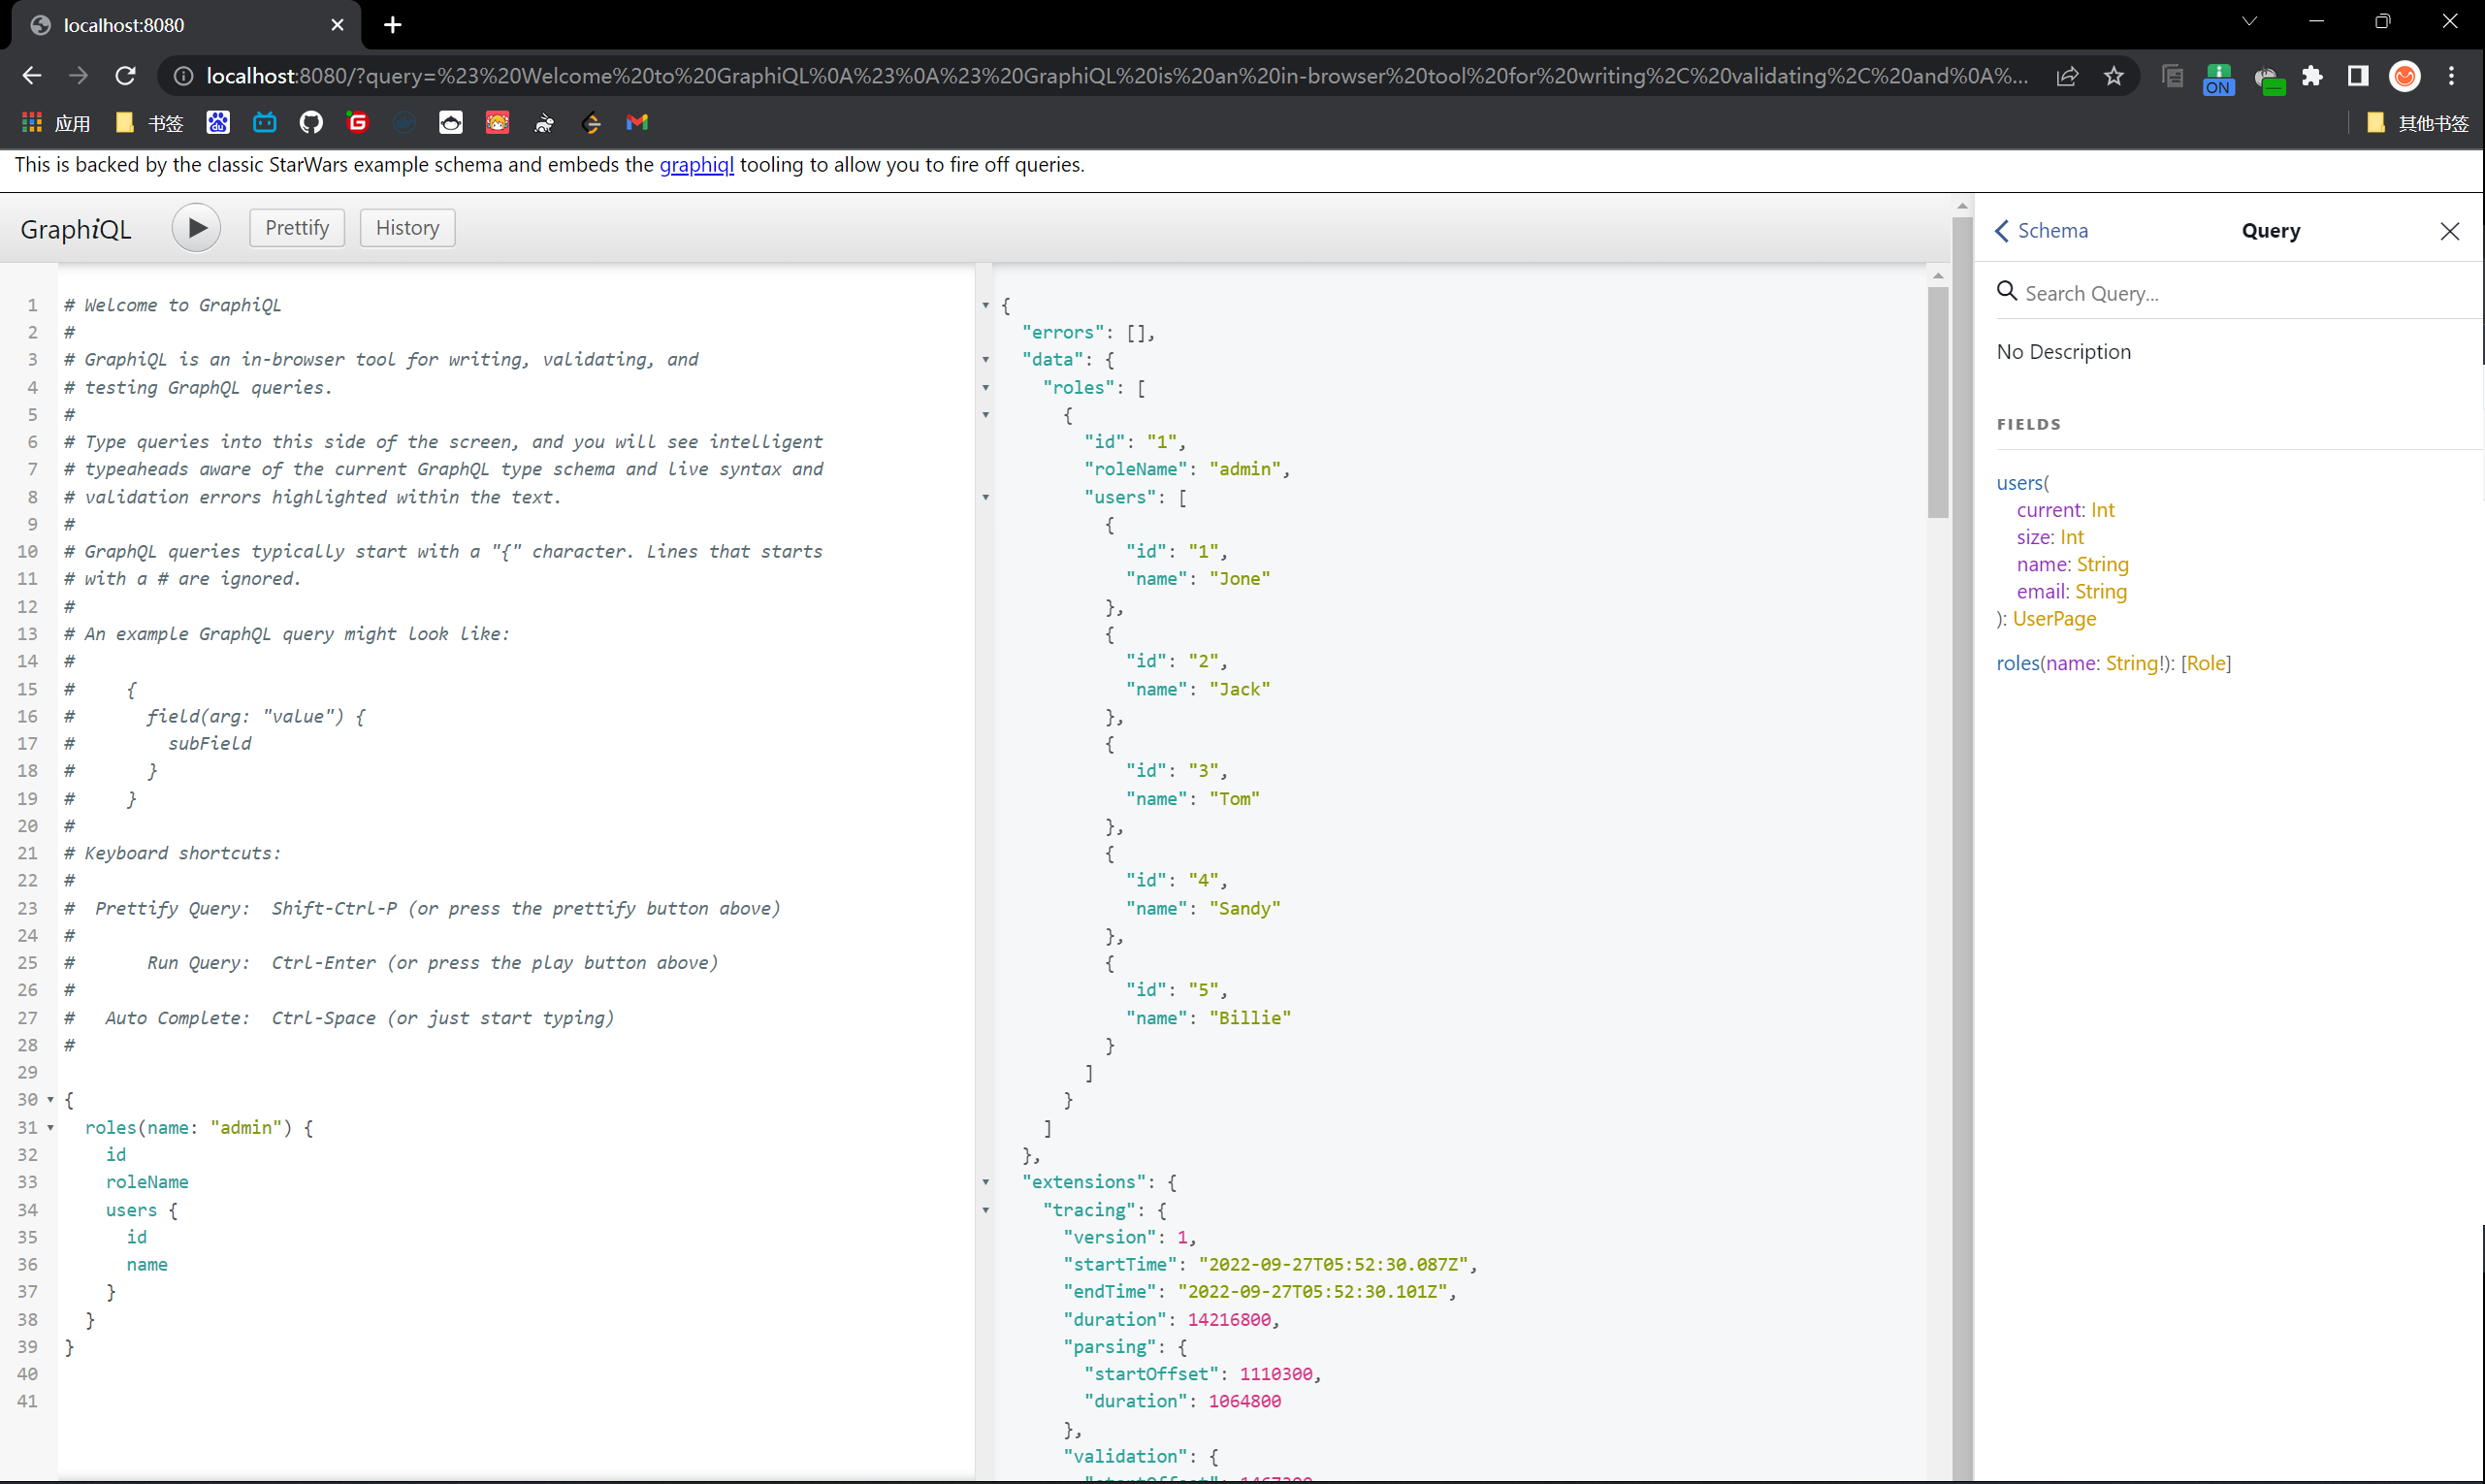 localhost:8080
localhost:8080/?query=%23%20Welcome%20to%20GraphiQL%0A%23%0A%23%20GraphiQL%20is%20an%20in-browser%20tool%20for%20writing%2C%20validating%2C%20and%0A%...
ON
应用 书签 du G 其他书签
This is backed by the classic StarWars example schema and embeds the graphiql tooling to allow you to fire off queries.
GraphiQL Prettify History
1 # Welcome to GraphiQL
2 #
3 # GraphiQL is an in-browser tool for writing, validating, and
4 # testing GraphQL queries.
5 #
6 # Type queries into this side of the screen, and you will see intelligent
7 # typeaheads aware of the current GraphQL type schema and live syntax and
8 # validation errors highlighted within the text.
9 #
10 # GraphQL queries typically start with a "{" character. Lines that starts
11 # with a # are ignored.
12 #
13 # An example GraphQL query might look like:
14 #
15 #     {
16 #       field(arg: "value") {
17 #         subField
18 #       }
19 #     }
20 #
21 # Keyboard shortcuts:
22 #
23 #  Prettify Query:  Shift-Ctrl-P (or press the prettify button above)
24 #
25 #       Run Query:  Ctrl-Enter (or press the play button above)
26 #
27 #   Auto Complete:  Ctrl-Space (or just start typing)
28 #
29
30 {
31   roles(name: "admin") {
32     id
33     roleName
34     users {
35       id
36       name
37     }
38   }
39 }
40
41
{
  "errors": [],
  "data": {
    "roles": [
      {
        "id": "1",
        "roleName": "admin",
        "users": [
          {
            "id": "1",
            "name": "Jone"
          },
          {
            "id": "2",
            "name": "Jack"
          },
          {
            "id": "3",
            "name": "Tom"
          },
          {
            "id": "4",
            "name": "Sandy"
          },
          {
            "id": "5",
            "name": "Billie"
          }
        ]
      }
    ]
  },
  "extensions": {
    "tracing": {
      "version": 1,
      "startTime": "2022-09-27T05:52:30.087Z",
      "endTime": "2022-09-27T05:52:30.101Z",
      "duration": 14216800,
      "parsing": {
        "startOffset": 1110300,
        "duration": 1064800
      },
      "validation": {
Schema Query
Search Query...
No Description
FIELDS
users(
current: Int
size: Int
name: String
email: String
): UserPage
roles(name: String!): [Role]